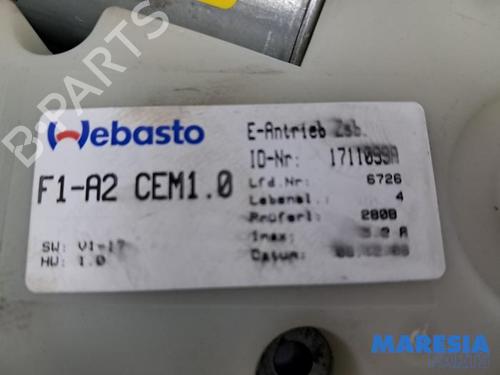 Webasto
F1-A2 CEM1.0
SW: V1-17
HW: 1.0
E-Antrieb Zsb.
ID-Nr: 1711099A
Lfd.Nr: 6726
4
Prüferl: 2808
Imax: A
Datum:
B-PARTS
MARESIA